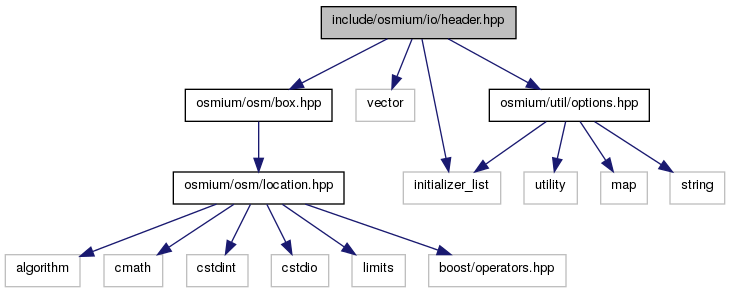 include/osmium/io/header.hpp
osmium/osm/box.hpp
vector
osmium/util/options.hpp
osmium/osm/location.hpp
initializer_list
utility
map
string
algorithm
cmath
cstdint
cstdio
limits
boost/operators.hpp